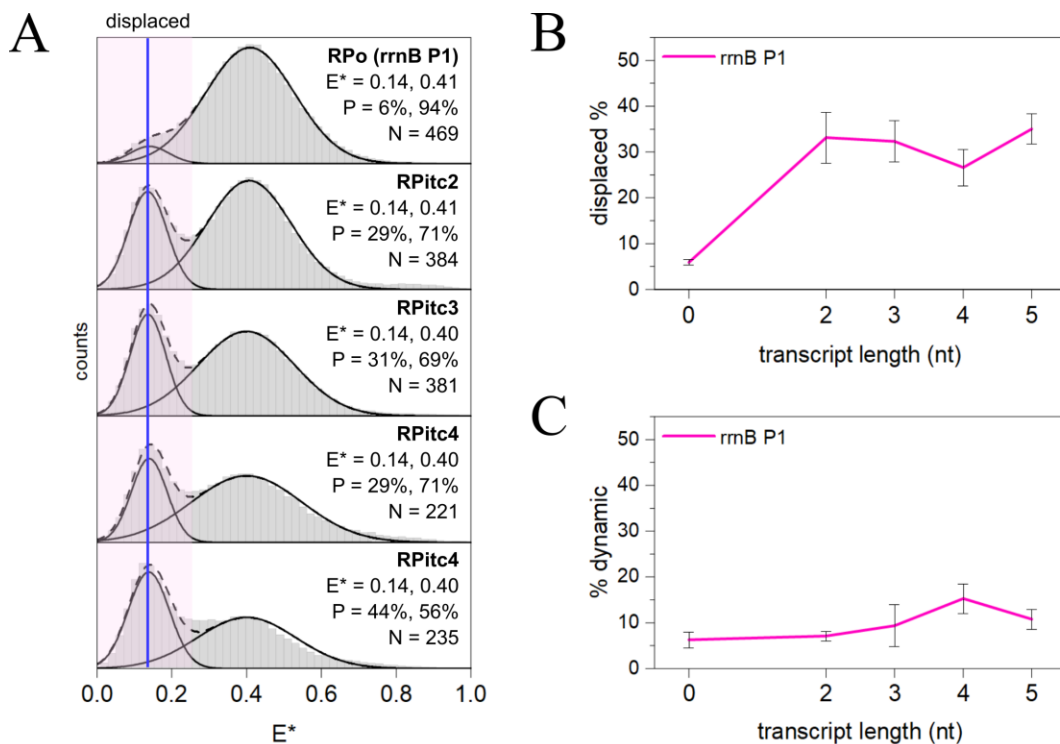 A
displaced
RPo (rrnB P1)
E* = 0.14, 0.41
P = 6%, 94%
N = 469
RPitc2
E* = 0.14, 0.41
P = 29%, 71%
N = 384
RPitc3
E* = 0.14, 0.40
P = 31%, 69%
N = 381
RPitc4
E* = 0.14, 0.40
P = 29%, 71%
N = 221
RPitc4
E* = 0.14, 0.40
P = 44%, 56%
N = 235
counts
0.0 0.2 0.4 0.6 0.8 1.0
E*
B
rrnB P1
displaced %
50
40
30
20
10
0
0 2 3 4 5
transcript length (nt)
C
rrnB P1
% dynamic
50
40
30
20
10
0
0 2 3 4 5
transcript length (nt)